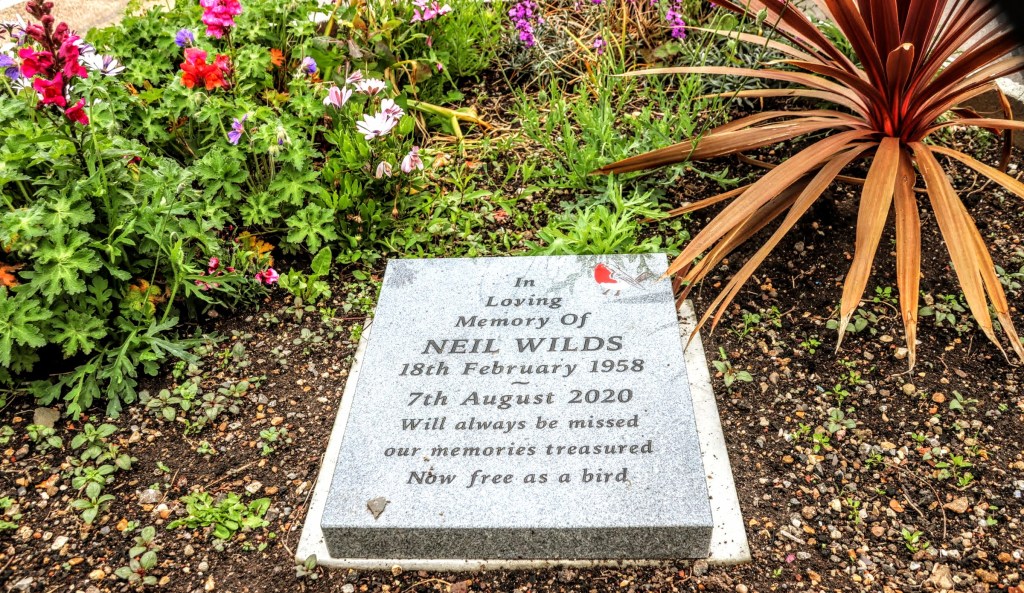 In
Loving
Memory Of
NEIL WILDS
18th February 1958
~
7th August 2020
Will always be missed
our memories treasured
Now free as a bird